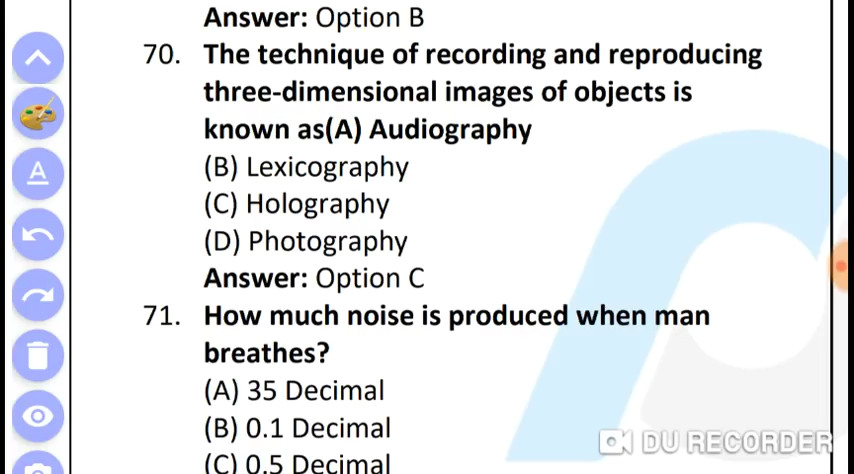 Answer: Option B
70. The technique of recording and reproducing
three-dimensional images of objects is
known as(A) Audiography
(B) Lexicography
(C) Holography
(D) Photography
Answer: Option C
71. How much noise is produced when man
breathes?
(A) 35 Decimal
(B) 0.1 Decimal
(C) 0.5 Decimal
A
DU RECORDER